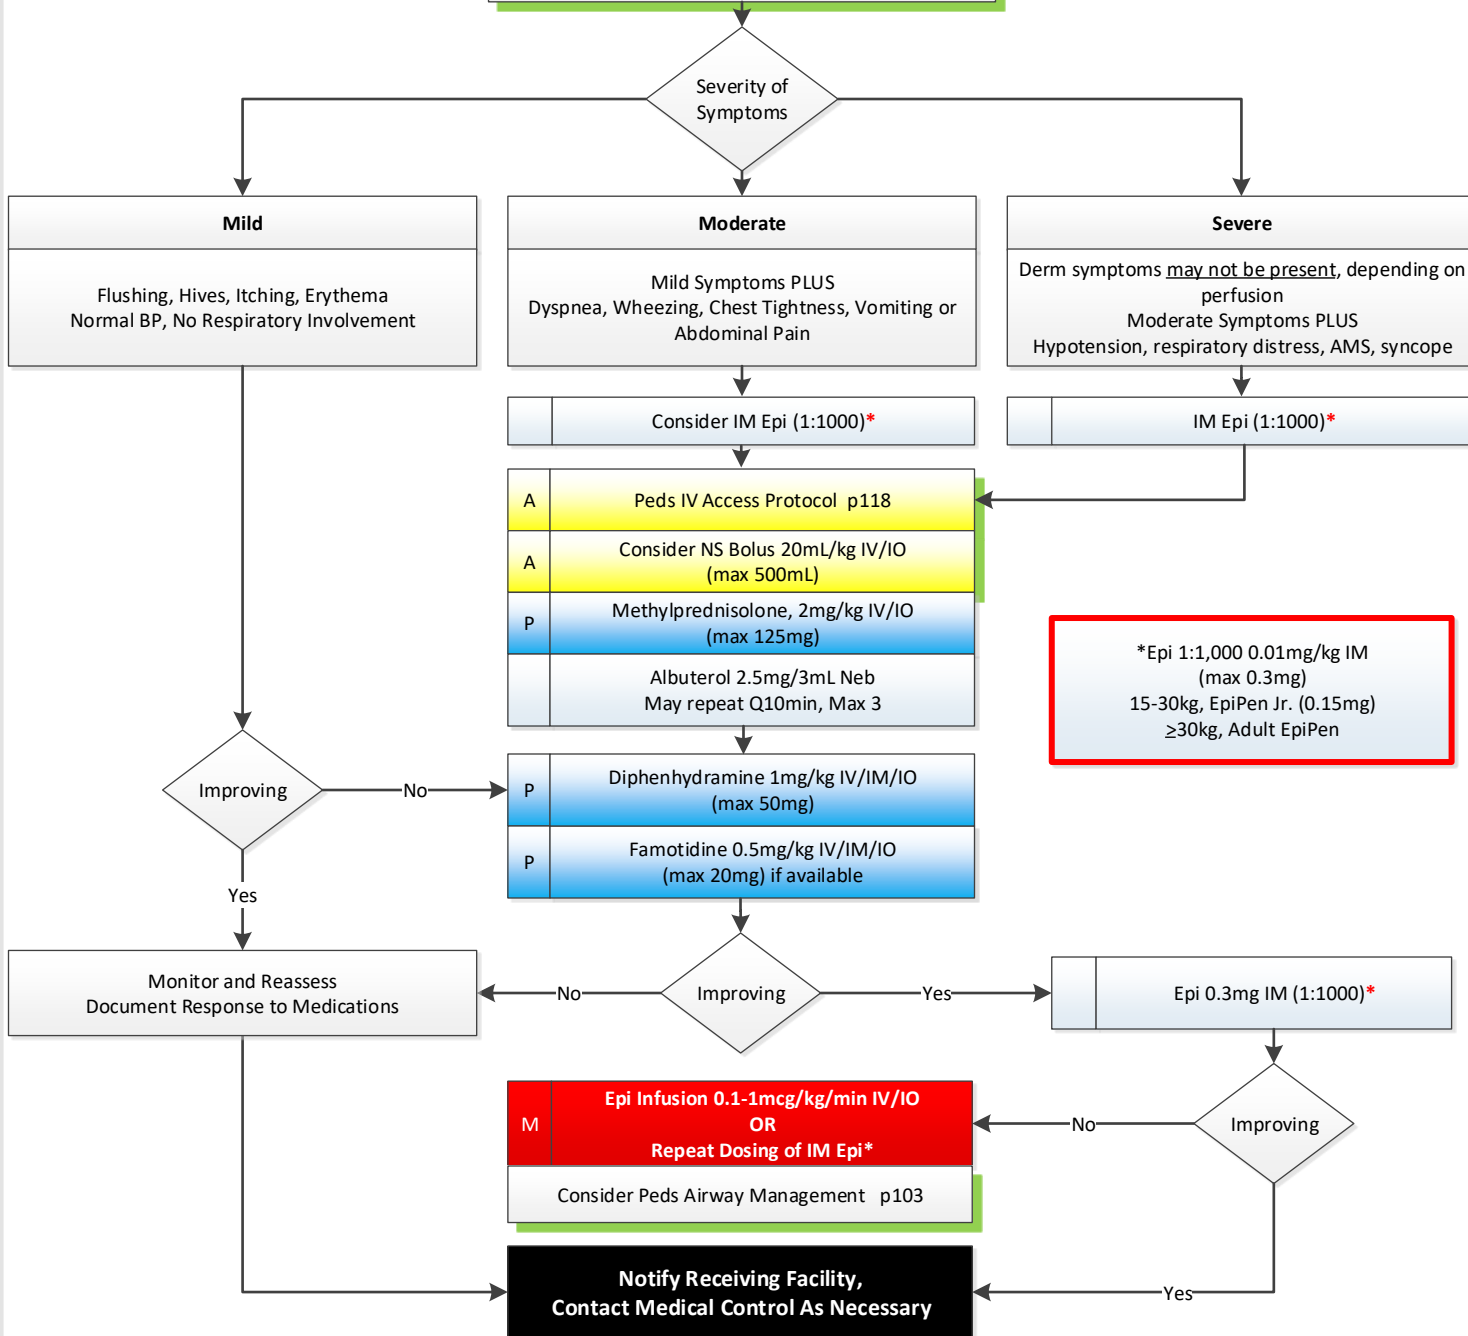 Severity of
Symptoms
Mild
Flushing, Hives, Itching, Erythema
Normal BP, No Respiratory Involvement
Moderate
Mild Symptoms PLUS
Dyspnea, Wheezing, Chest Tightness, Vomiting or
Abdominal Pain
Severe
Derm symptoms may not be present, depending on
perfusion
Moderate Symptoms PLUS
Hypotension, respiratory distress, AMS, syncope
Consider IM Epi (1:1000)*
IM Epi (1:1000)*
A
Peds IV Access Protocol p118
A
Consider NS Bolus 20mL/kg IV/IO
(max 500mL)
P
Methylprednisolone, 2mg/kg IV/IO
(max 125mg)
Albuterol 2.5mg/3mL Neb
May repeat Q10min, Max 3
*Epi 1:1,000 0.01mg/kg IM
(max 0.3mg)
15-30kg, EpiPen Jr. (0.15mg)
≥30kg, Adult EpiPen
Improving
No
P
Diphenhydramine 1mg/kg IV/IM/IO
(max 50mg)
P
Famotidine 0.5mg/kg IV/IM/IO
(max 20mg) if available
Yes
Monitor and Reassess
Document Response to Medications
No
Improving
Yes
Epi 0.3mg IM (1:1000)*
M
Epi Infusion 0.1-1mcg/kg/min IV/IO
OR
Repeat Dosing of IM Epi*
No
Improving
Consider Peds Airway Management p103
Notify Receiving Facility,
Contact Medical Control As Necessary
Yes